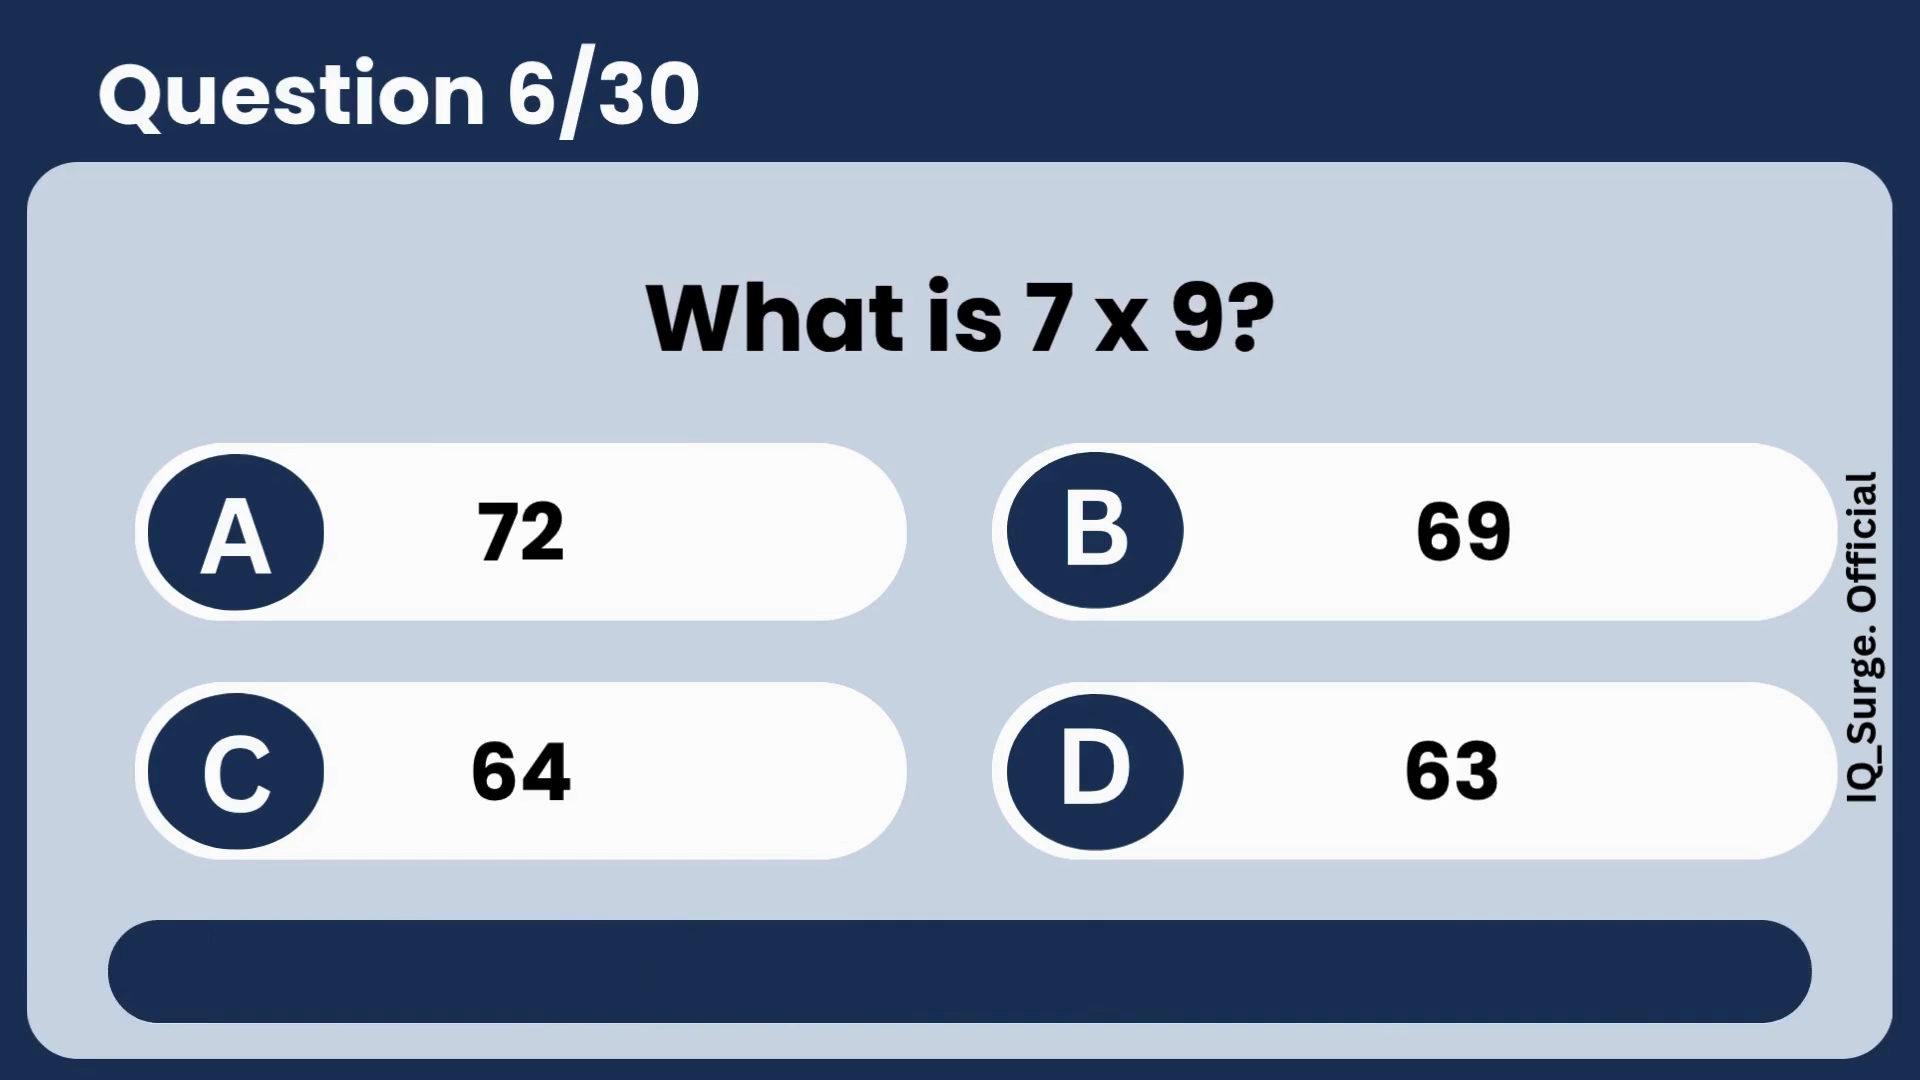 Question 6/30
What is 7 x 9?
A 72
B 69
C 64
D 63
IQ_Surge. Official